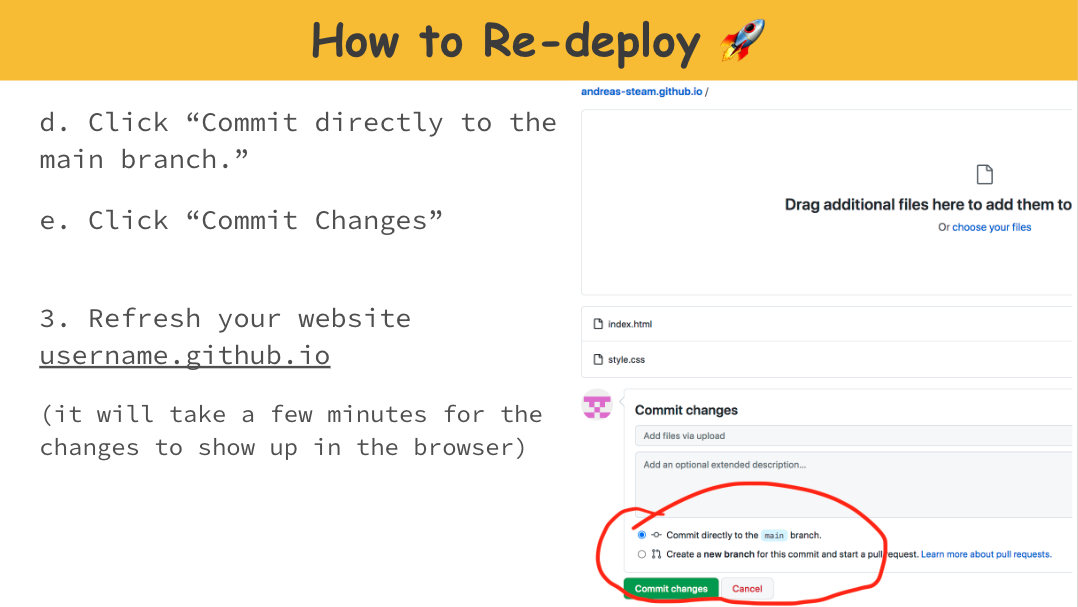 How to Re-deploy 🚀
d. Click “Commit directly to the
main branch.”
e. Click “Commit Changes”
3. Refresh your website
username.github.io
(it will take a few minutes for the
changes to show up in the browser)
andreas-steam.github.io /
Drag additional files here to add them to
Or choose your files
index.html
style.css
Commit changes
Add files via upload
Add an optional extended description...
Commit directly to the main branch.
Create a new branch for this commit and start a pull request. Learn more about pull requests.
Commit changes Cancel